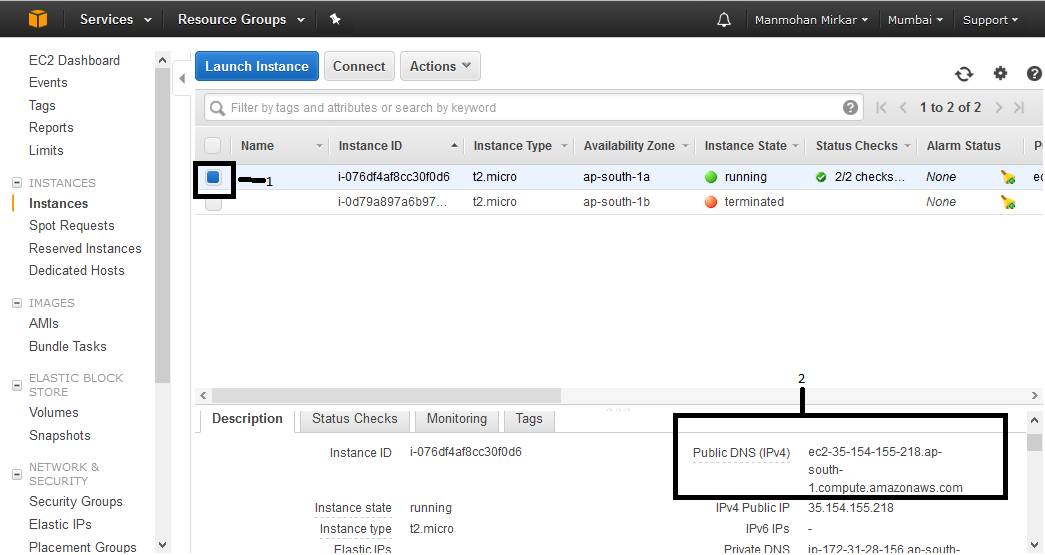 Services Resource Groups Manmohan Mirkar Mumbai Support
EC2 Dashboard
Events
Tags
Reports
Limits
INSTANCES
Instances
Spot Requests
Reserved Instances
Dedicated Hosts
IMAGES
AMIs
Bundle Tasks
ELASTIC BLOCK
STORE
Volumes
Snapshots
NETWORK &
SECURITY
Security Groups
Elastic IPs
Placement Groups
Launch Instance Connect Actions
Filter by tags and attributes or search by keyword 1 to 2 of 2
Name Instance ID Instance Type Availability Zone Instance State Status Checks Alarm Status
1 i-076df4af8cc30f0d6 t2.micro ap-south-1a running 2/2 checks... None
i-0d79a897a6b97... t2.micro ap-south-1b terminated None
2
Description Status Checks Monitoring Tags
Instance ID i-076df4af8cc30f0d6 Public DNS (IPv4) ec2-35-154-155-218.ap-
south-
1.compute.amazonaws.com
Instance state running IPv4 Public IP 35.154.155.218
Instance type t2.micro IPv6 IPs -
Elastic IPs Private DNS ip-172-31-28-156.ap-south-